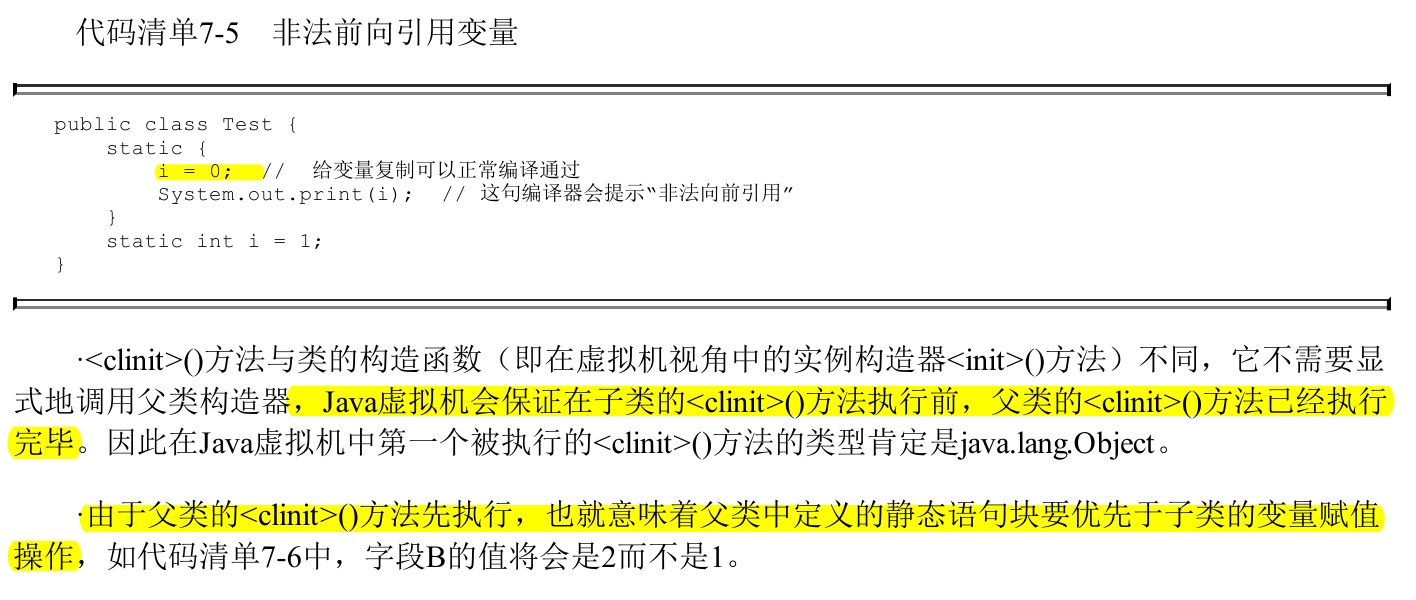 代码清单7-5 非法前向引用变量
public class Test {
static {
i = 0; // 给变量复制可以正常编译通过
System.out.print(i); // 这句编译器会提示“非法向前引用”
}
static int i = 1;
}
·<clinit>()方法与类的构造函数（即在虚拟机视角中的实例构造器<init>()方法）不同，它不需要显
式地调用父类构造器，Java虚拟机会保证在子类的<clinit>()方法执行前，父类的<clinit>()方法已经执行
完毕。因此在Java虚拟机中第一个被执行的<clinit>()方法的类型肯定是java.lang.Object。
·由于父类的<clinit>()方法先执行，也就意味着父类中定义的静态语句块要优先于子类的变量赋值
操作，如代码清单7-6中，字段B的值将会是2而不是1。